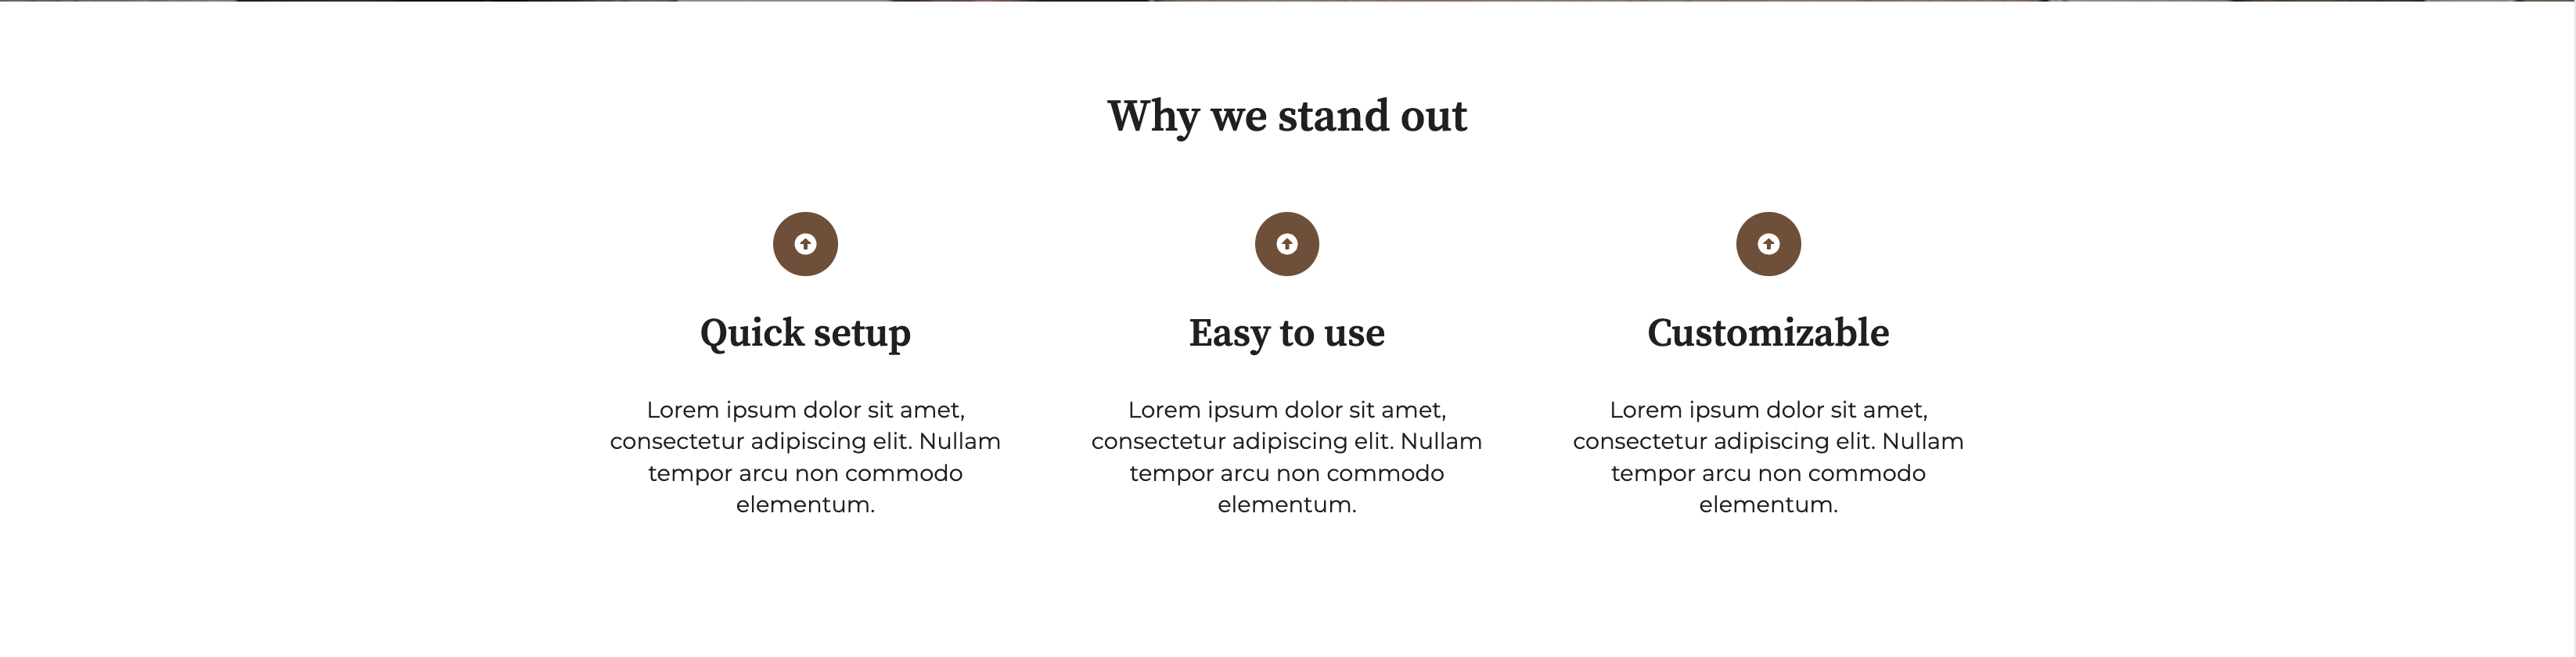 Why we stand out
Quick setup
Lorem ipsum dolor sit amet,
consectetur adipiscing elit. Nullam
tempor arcu non commodo
elementum.
Easy to use
Lorem ipsum dolor sit amet,
consectetur adipiscing elit. Nullam
tempor arcu non commodo
elementum.
Customizable
Lorem ipsum dolor sit amet,
consectetur adipiscing elit. Nullam
tempor arcu non commodo
elementum.